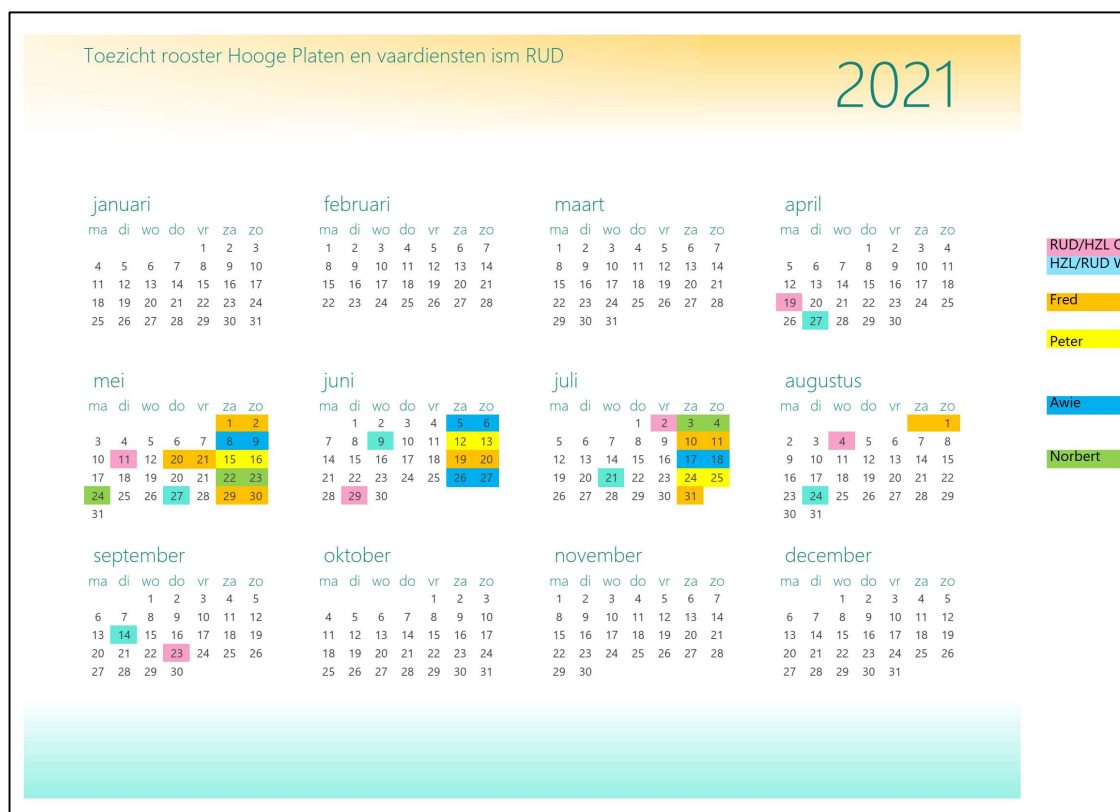 Toezicht rooster Hooge Platen en vaardiensten ism RUD
2021
januari
ma di wo do vr za zo
1 2 3
4 5 6 7 8 9 10
11 12 13 14 15 16 17
18 19 20 21 22 23 24
25 26 27 28 29 30 31
februari
ma di wo do vr za zo
1 2 3 4 5 6 7
8 9 10 11 12 13 14
15 16 17 18 19 20 21
22 23 24 25 26 27 28
maart
ma di wo do vr za zo
1 2 3 4 5 6 7
8 9 10 11 12 13 14
15 16 17 18 19 20 21
22 23 24 25 26 27 28
29 30 31
april
ma di wo do vr za zo
1 2 3 4
5 6 7 8 9 10 11
12 13 14 15 16 17 18
19 20 21 22 23 24 25
26 27 28 29 30
mei
ma di wo do vr za zo
1 2
3 4 5 6 7 8 9
10 11 12 20 21 15 16
17 18 19 20 21 22 23
24 25 26 27 28 29 30
31
juni
ma di wo do vr za zo
1 2 3 4 5 6
7 8 9 10 11 12 13
14 15 16 17 18 19 20
21 22 23 24 25 26 27
28 29 30
juli
ma di wo do vr za zo
1 2 3 4
5 6 7 8 9 10 11
12 13 14 15 16 17 18
19 20 21 22 23 24 25
26 27 28 29 30 31
augustus
ma di wo do vr za zo
1
2 3 4 5 6 7 8
9 10 11 12 13 14 15
16 17 18 19 20 21 22
23 24 25 26 27 28 29
30 31
september
ma di wo do vr za zo
1 2 3 4 5
6 7 8 9 10 11 12
13 14 15 16 17 18 19
20 21 22 23 24 25 26
27 28 29 30
oktober
ma di wo do vr za zo
1 2 3
4 5 6 7 8 9 10
11 12 13 14 15 16 17
18 19 20 21 22 23 24
25 26 27 28 29 30 31
november
ma di wo do vr za zo
1 2 3 4 5 6 7
8 9 10 11 12 13 14
15 16 17 18 19 20 21
22 23 24 25 26 27 28
29 30
december
ma di wo do vr za zo
1 2 3 4 5
6 7 8 9 10 11 12
13 14 15 16 17 18 19
20 21 22 23 24 25 26
27 28 29 30 31
RUD/HZL
HZL/RUD
Fred
Peter
Awie
Norbert